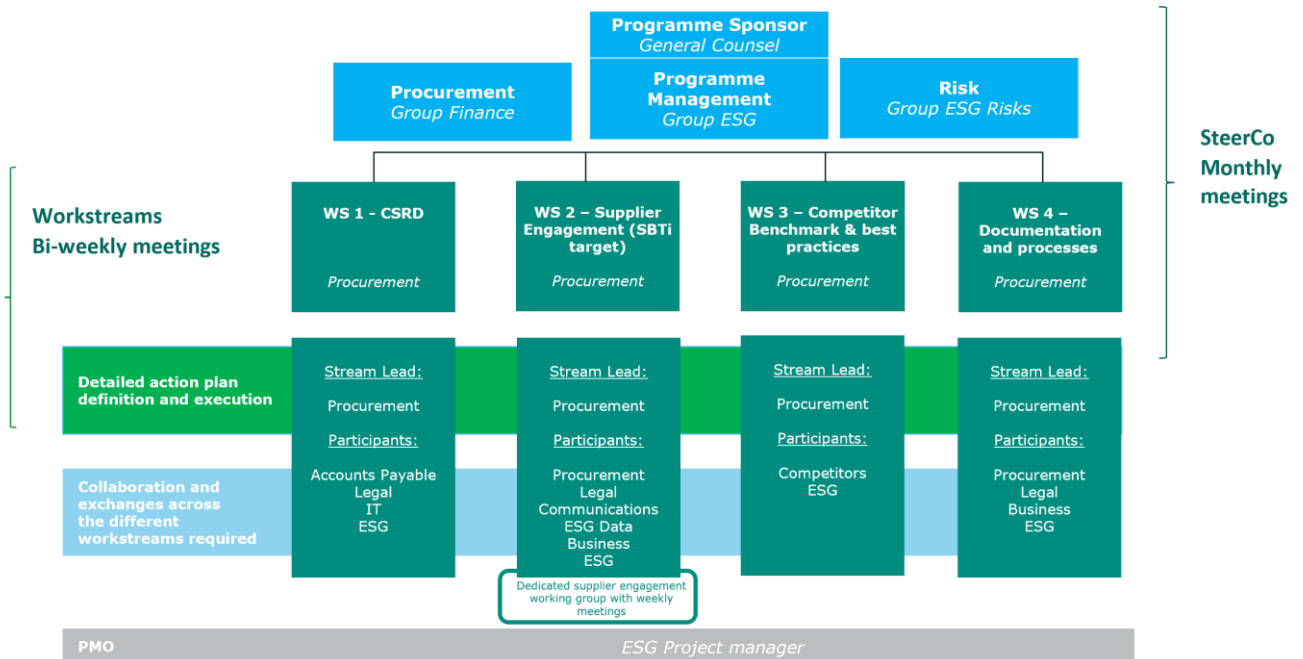 Programme Sponsor
General Counsel
Procurement
Group Finance
Programme
Management
Group ESG
Risk
Group ESG Risks
SteerCo
Monthly
meetings
Workstreams
Bi-weekly meetings
WS 1 - CSRD
Procurement
WS 2 – Supplier
Engagement (SBTi
target)
Procurement
WS 3 – Competitor
Benchmark & best
practices
Procurement
WS 4 –
Documentation
and processes
Procurement
Detailed action plan
definition and execution
Collaboration and
exchanges across
the different
workstreams required
Stream Lead:
Procurement
Participants:
Accounts Payable
Legal
IT
ESG
Stream Lead:
Procurement
Participants:
Procurement
Legal
Communications
ESG Data
Business
ESG
Dedicated supplier engagement
working group with weekly
meetings
Stream Lead:
Procurement
Participants:
Competitors
ESG
Stream Lead:
Procurement
Participants:
Procurement
Legal
Business
ESG
PMO
ESG Project manager